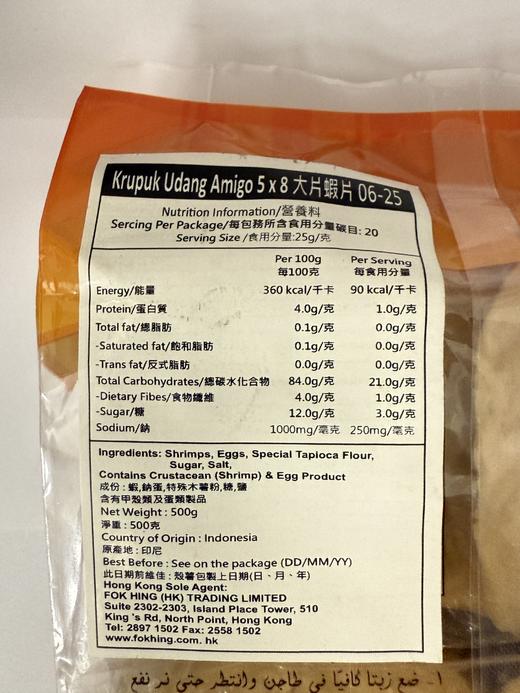 Krupuk Udang Amigo 5 x 8 大片蝦片 06-25
Nutrition Information/營養料
Sercing Per Package/每包務所含食用分量碳目: 20
Serving Size /食用分量:25g/克
Per 100g Per Serving
每100克 每食用分量
Energy/能量 360 kcal/千卡 90 kcal/千卡
Protein/蛋白質 4.0g/克 1.0g/克
Total fat/總脂肪 0.1g/克 0.0g/克
-Saturated fat/飽和脂肪 0.1g/克 0.0g/克
-Trans fat/反式脂肪 0.0g/克 0.0g/克
Total Carbohydrates/總碳水化合物 84.0g/克 21.0g/克
-Dietary Fibes/食物纖維 4.0g/克 1.0g/克
-Sugar/糖 12.0g/克 3.0g/克
Sodium/鈉 1000mg/毫克 250mg/毫克
Ingredients: Shrimps, Eggs, Special Tapioca Flour,
Sugar, Salt,
Contains Crustacean (Shrimp) & Egg Product
成份 : 蝦,鈉蛋,特殊木薯粉,糖,鹽
含有甲殼類及蛋類製品
Net Weight : 500g
淨重 : 500克
Country of Origin : Indonesia
原產地 : 印尼
Best Before : See on the package (DD/MM/YY)
此日期前維佳 : 殼薯包製上日期(日、月、年)
Hong Kong Sole Agent:
FOK HING (HK) TRADING LIMITED
Suite 2302-2303, Island Place Tower, 510
King 's Rd, North Point, Hong Kong
Tel: 2897 1502 Fax: 2558 1502
www.fokhing.com. hk
١- ضع زيتا كافيًا في طاجن وانتظر حتى